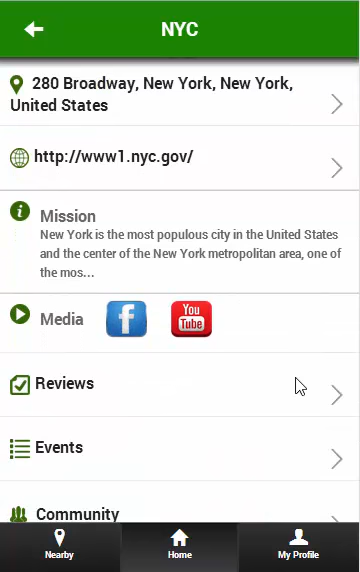 NYC
280 Broadway, New York, New York,
United States
http://www1.nyc.gov/
i
Mission
New York is the most populous city in the United States
and the center of the New York metropolitan area, one of
the mos...
Media
f
You
Tube
Reviews
Events
Community
Nearby
Home
My Profile